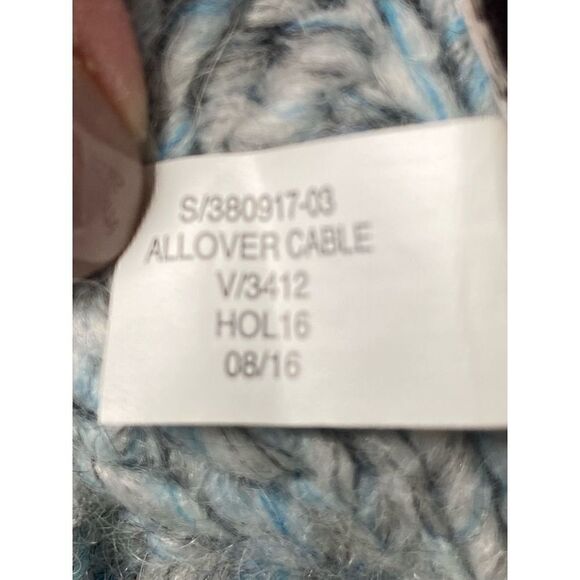 S/380917-03
ALLOVER CABLE
V/3412
HOL16
08/16